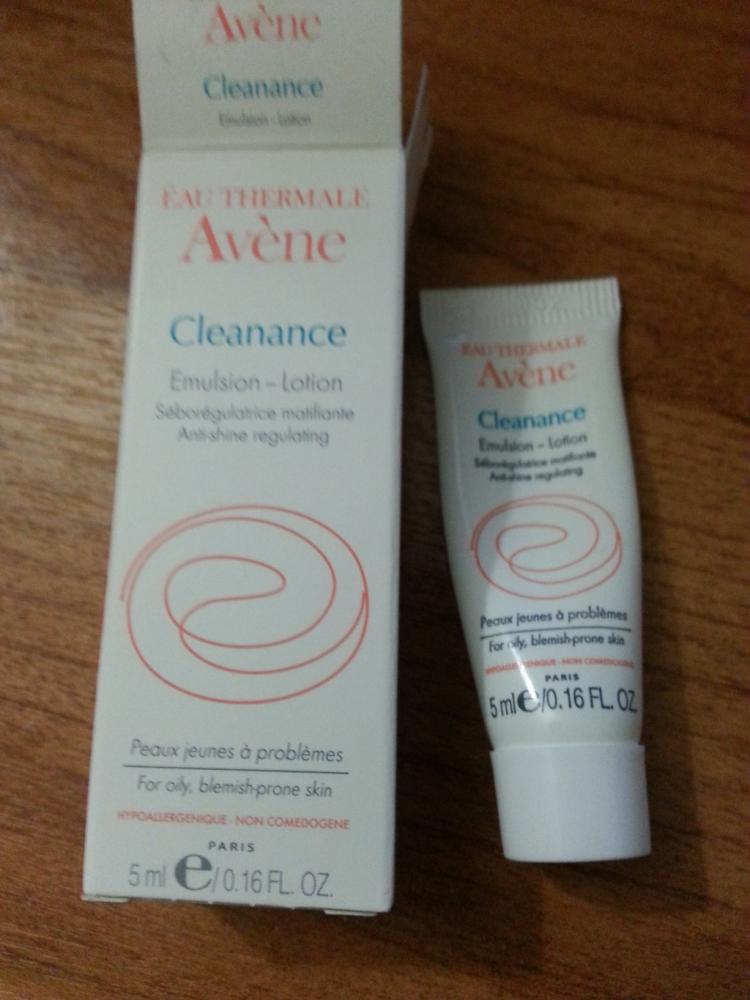 Avène
Cleanance
Emulsion - Lotion
EAU THERMALE
Avène
Cleanance
Emulsion – Lotion
Séborégulatrice matifiante
Anti-shine regulating
Peaux jeunes à problèmes
For oily, blemish-prone skin
HYPOALLERGENIQUE - NON COMEDOGENE
PARIS
5 ml e/0.16 FL. OZ.
EAU THERMALE
Avène
Cleanance
Emulsion – Lotion
Séborégulatrice matifiante
Anti-shine regulating
Peaux jeunes à problèmes
For oily, blemish-prone skin
HYPOALLERGENIQUE - NON COMEDOGENE
PARIS
5 ml e/0.16 FL. OZ